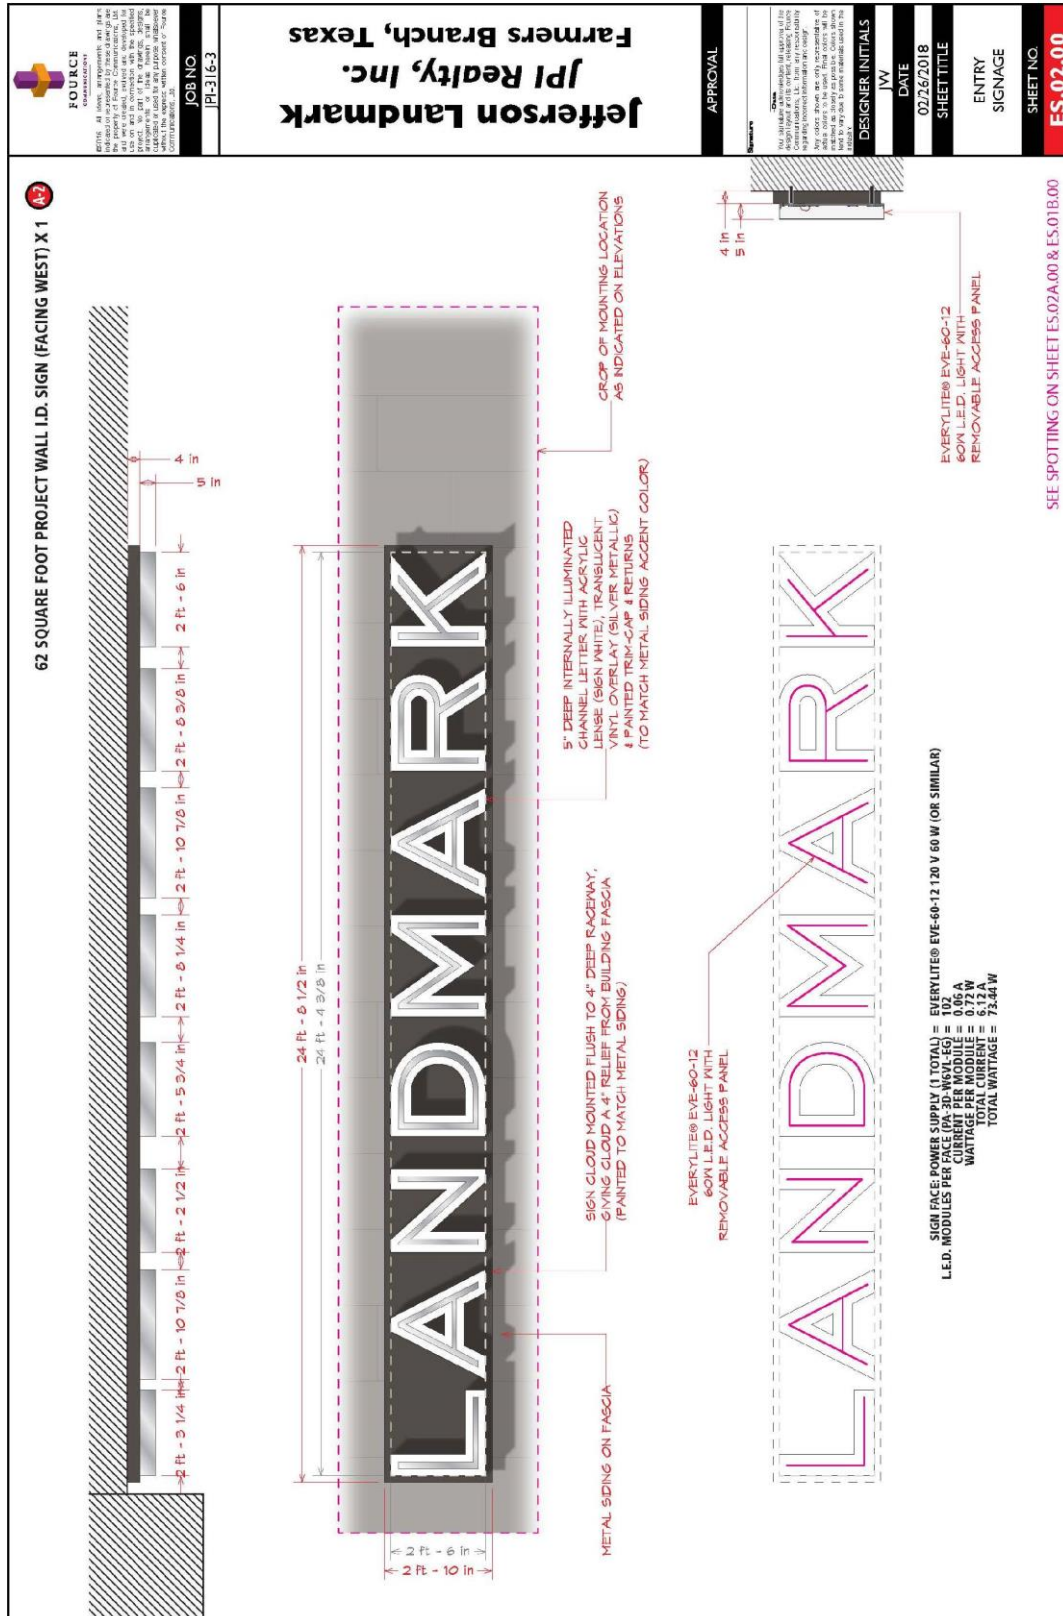 62 SQUARE FOOT PROJECT WALL I.D. SIGN (FACING WEST) X 1
A-2
4 in
5 in
2 ft - 3 1/4 in
2 ft - 10 7/8 in
2 ft - 2 1/2 in
2 ft - 5 3/4 in
2 ft - 8 1/4 in
2 ft - 10 7/8 in
2 ft - 8 3/8 in
2 ft - 6 in
24 ft - 8 1/2 in
24 ft - 4 3/8 in
2 ft - 6 in
2 ft - 10 in
LANDMARK
METAL SIDING ON FASCIA
SIGN CLOUD MOUNTED FLUSH TO 4" DEEP RACEWAY,
GIVING CLOUD A 4" RELIEF FROM BUILDING FASCIA
(PAINTED TO MATCH METAL SIDING)
5" DEEP INTERNALLY ILLUMINATED
CHANNEL LETTER WITH ACRYLIC
LENSE (SIGN WHITE), TRANSLUCENT
VINYL OVERLAY (SILVER METALLIC)
& PAINTED TRIM-CAP & RETURNS
(TO MATCH METAL SIDING ACCENT COLOR)
CROP OF MOUNTING LOCATION
AS INDICATED ON ELEVATIONS
EVERYLITE® EVE-60-12
60W L.E.D. LIGHT WITH
REMOVABLE ACCESS PANEL
LANDMARK
4 in
5 in
EVERYLITE® EVE-60-12
60W L.E.D. LIGHT WITH
REMOVABLE ACCESS PANEL
SIGN FACE: POWER SUPPLY (1 TOTAL) = EVERYLITE® EVE-60-12 120 V 60 W (OR SIMILAR)
L.E.D. MODULES PER FACE (PA-3D-W6VL-EG) = 102
CURRENT PER MODULE = 0.06 A
WATTAGE PER MODULE = 0.72 W
TOTAL CURRENT = 6.12 A
TOTAL WATTAGE = 73.44 W
SEE SPOTTING ON SHEET ES.02A.00 & ES.01B.00
FOURCE
COMMUNICATIONS
JOB NO.
JPI-316-3
Jefferson Landmark
JPI Realty, Inc.
Farmers Branch, Texas
APPROVAL
Signature
DESIGNER INITIALS
JW
DATE
02/26/2018
SHEET TITLE
ENTRY
SIGNAGE
SHEET NO.
ES.02.00